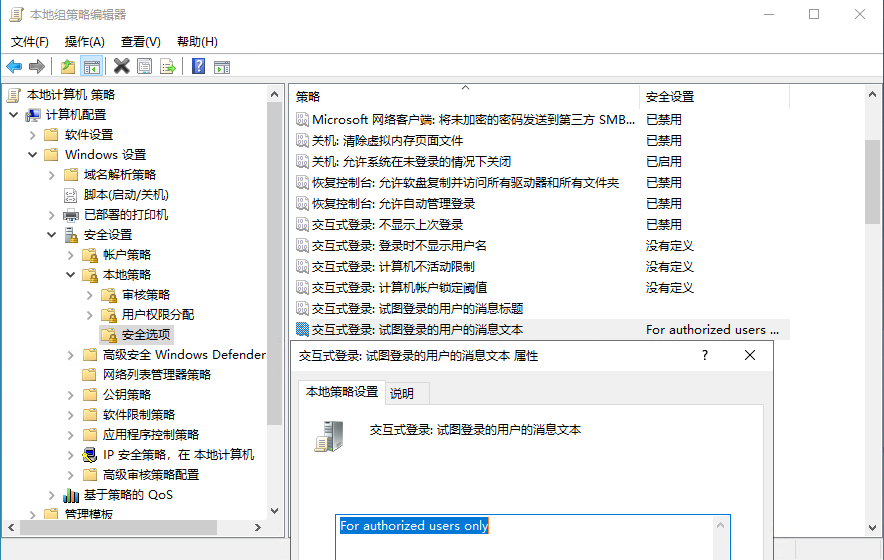 本地组策略编辑器
文件(F) 操作(A) 查看(V) 帮助(H)
本地计算机 策略
计算机配置
软件设置
Windows 设置
域名解析策略
脚本(启动/关机)
已部署的打印机
安全设置
帐户策略
本地策略
审核策略
用户权限分配
安全选项
高级安全 Windows Defender
网络列表管理器策略
公钥策略
软件限制策略
应用程序控制策略
IP 安全策略，在 本地计算机
高级审核策略配置
基于策略的 QoS
管理模板
策略 安全设置
Microsoft 网络客户端: 将未加密的密码发送到第三方 SMB... 已禁用
关机: 清除虚拟内存页面文件 已禁用
关机: 允许系统在未登录的情况下关闭 已启用
恢复控制台: 允许软盘复制并访问所有驱动器和所有文件夹 已禁用
恢复控制台: 允许自动管理登录 已禁用
交互式登录: 不显示上次登录 已禁用
交互式登录: 登录时不显示用户名 没有定义
交互式登录: 计算机不活动限制 没有定义
交互式登录: 计算机帐户锁定阈值 没有定义
交互式登录: 试图登录的用户的消息标题
交互式登录: 试图登录的用户的消息文本 For authorized users ...
交互式登录: 试图登录的用户的消息文本 属性 ?
本地策略设置 说明
交互式登录: 试图登录的用户的消息文本
For authorized users only